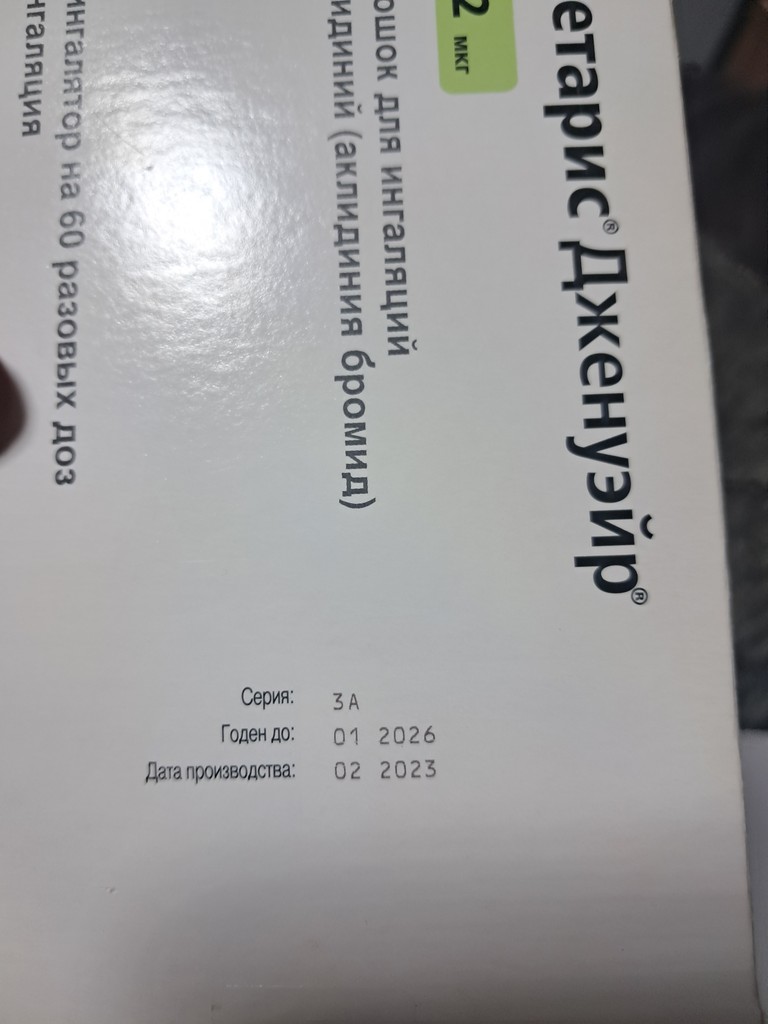 етарис® Дженуэйр®
2 мкг
ошок для ингаляций
идиний (аклидиния бромид)
ингалятор на 60 разовых доз
нгаляция
Серия: 3А
Годен до: 01 2026
Дата производства: 02 2023